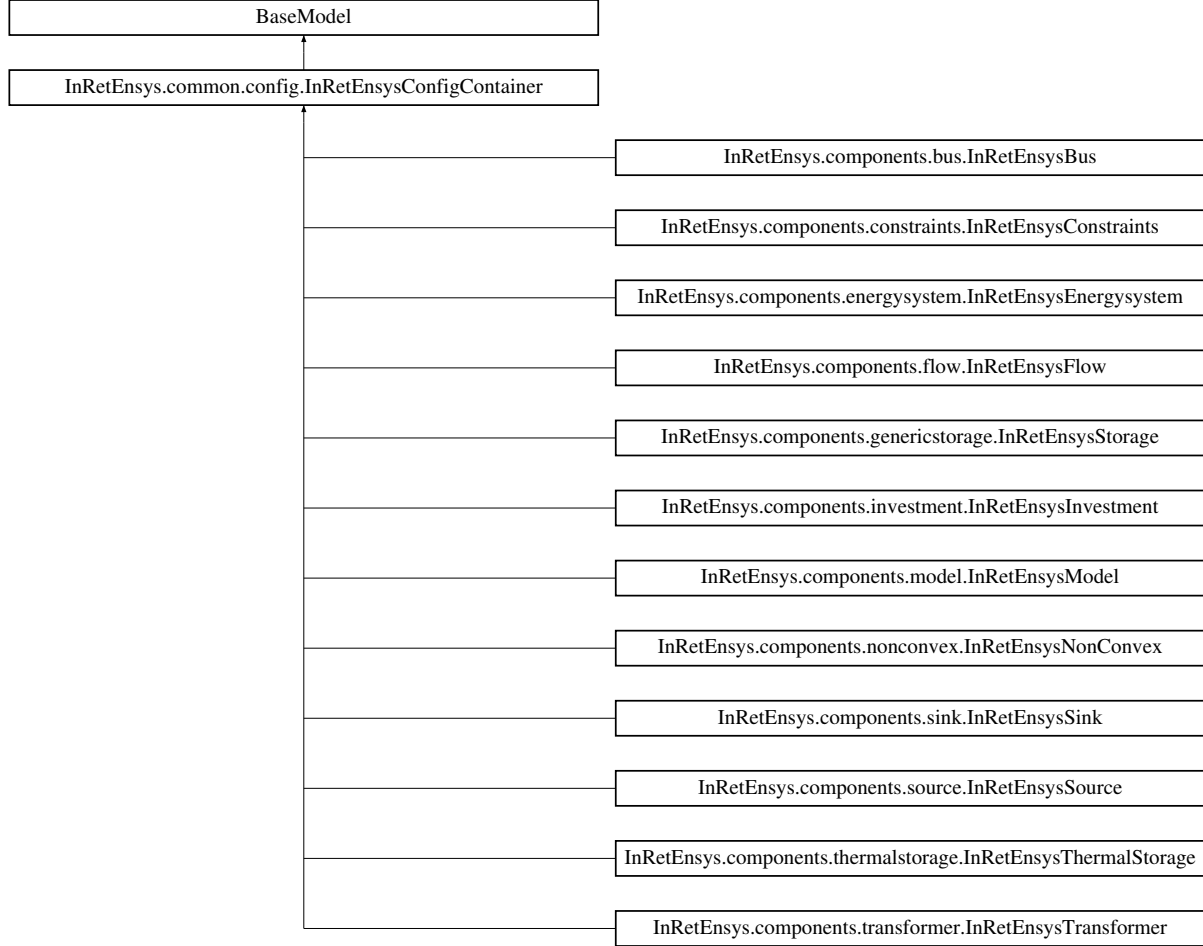 BaseModel
InRetEnsys.common.config.InRetEnsysConfigContainer
InRetEnsys.components.bus.InRetEnsysBus
InRetEnsys.components.constraints.InRetEnsysConstraints
InRetEnsys.components.energysystem.InRetEnsysEnergysystem
InRetEnsys.components.flow.InRetEnsysFlow
InRetEnsys.components.genericstorage.InRetEnsysStorage
InRetEnsys.components.investment.InRetEnsysInvestment
InRetEnsys.components.model.InRetEnsysModel
InRetEnsys.components.nonconvex.InRetEnsysNonConvex
InRetEnsys.components.sink.InRetEnsysSink
InRetEnsys.components.source.InRetEnsysSource
InRetEnsys.components.thermalstorage.InRetEnsysThermalStorage
InRetEnsys.components.transformer.InRetEnsysTransformer